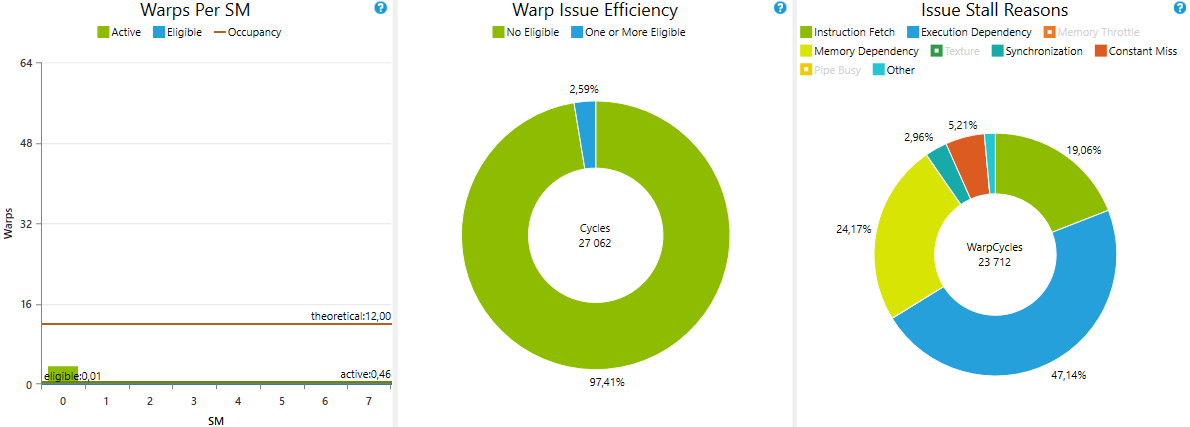 Warps Per SM
?
Active Eligible Occupancy
64
48
32
16
0
Warps
theoretical:12,00
eligible:0,01
active:0,46
0 1 2 3 4 5 6 7
SM
Warp Issue Efficiency
?
No Eligible One or More Eligible
2,59%
Cycles
27 062
97,41%
Issue Stall Reasons
?
Instruction Fetch Execution Dependency Memory Throttle
Memory Dependency Texture Synchronization Constant Miss
Pipe Busy Other
5,21%
2,96%
19,06%
24,17%
WarpCycles
23 712
47,14%